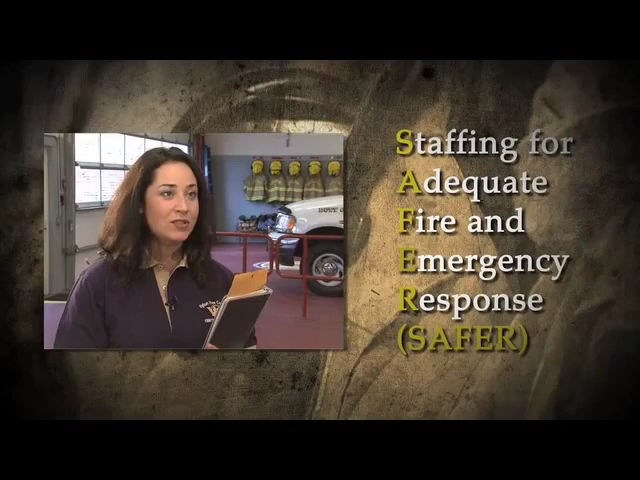 Staffing for
Adequate
Fire and
Emergency
Response
(SAFER)